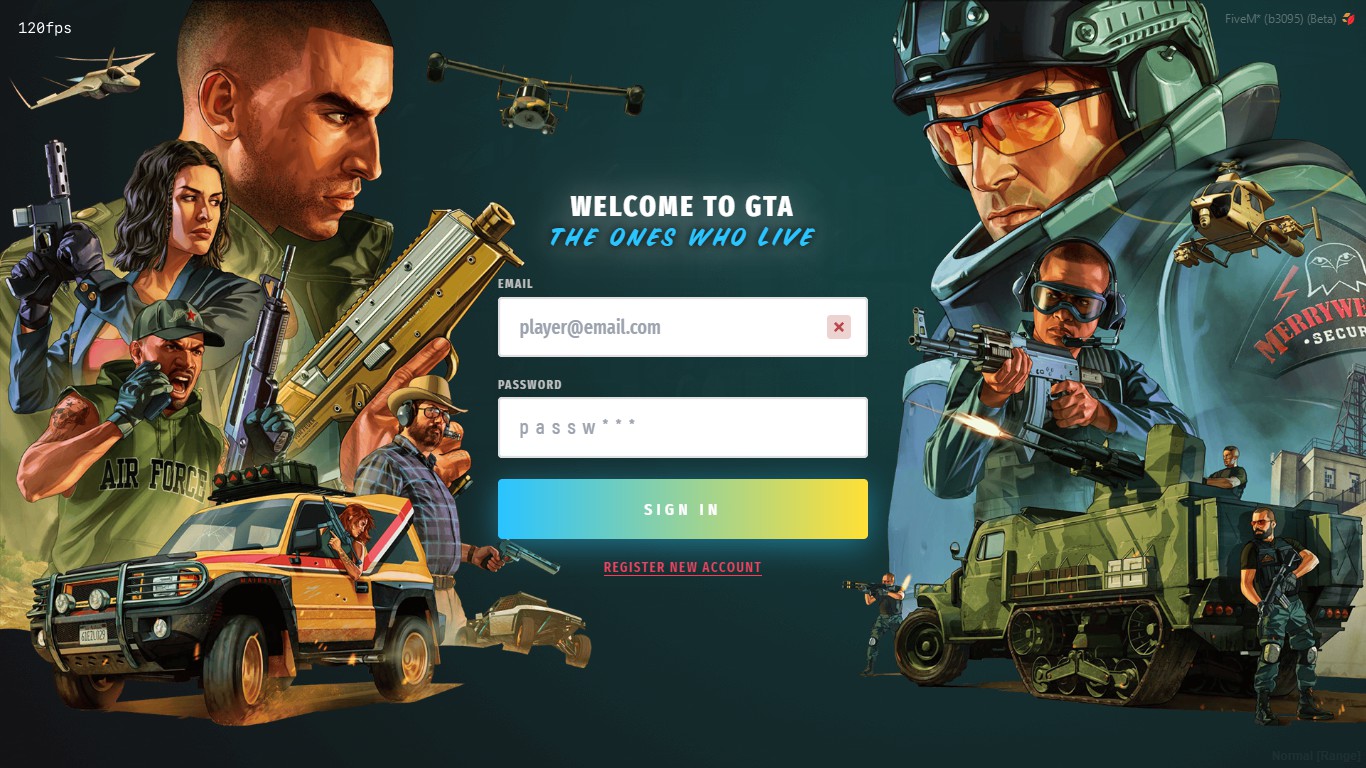 120fps
FiveM* (b3095) (Beta)
WELCOME TO GTA
THE ONES WHO LIVE
EMAIL
player@email.com
PASSWORD
passw***
SIGN IN
REGISTER NEW ACCOUNT
MERRYWE
• SECUR
AIR FORCE
Normal [Range]